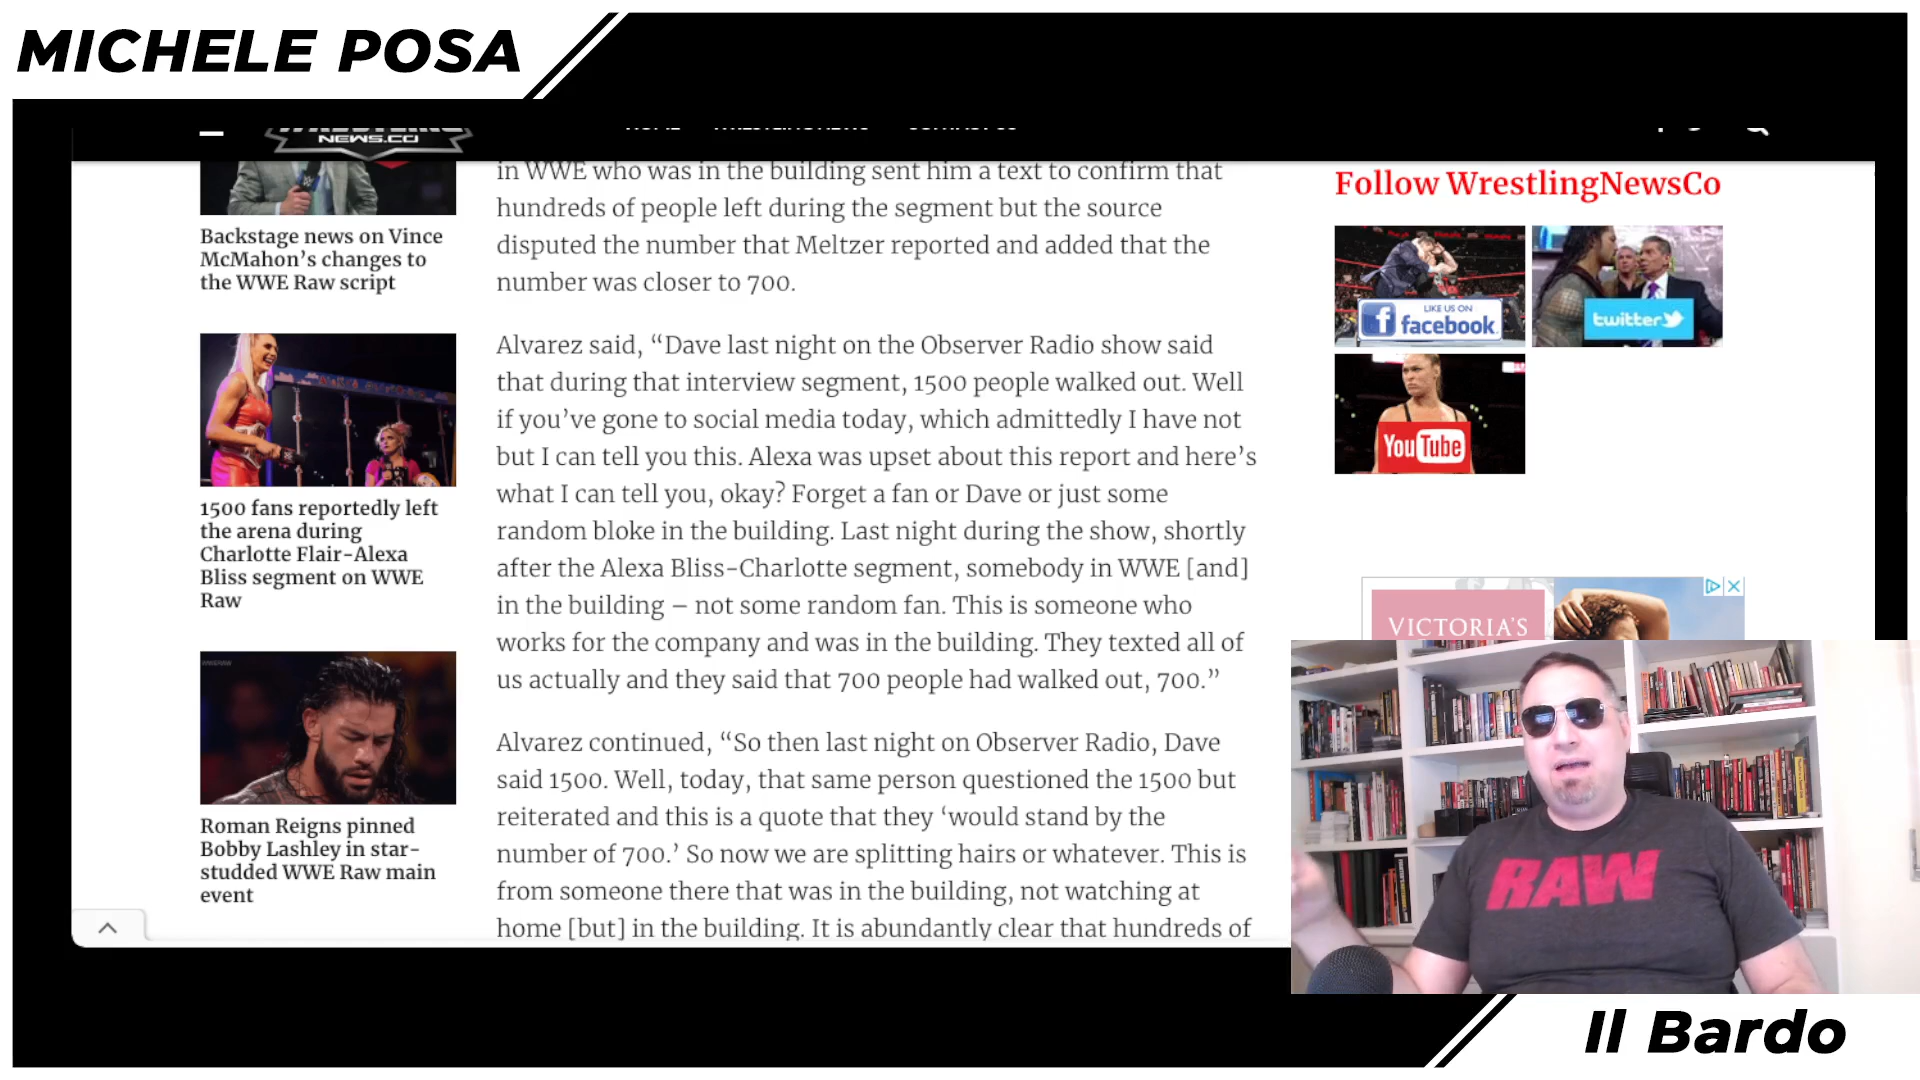 MICHELE POSA
NEWS.CO
in WWE who was in the building sent him a text to confirm that
hundreds of people left during the segment but the source
disputed the number that Meltzer reported and added that the
number was closer to 700.
Alvarez said, “Dave last night on the Observer Radio show said
that during that interview segment, 1500 people walked out. Well
if you’ve gone to social media today, which admittedly I have not
but I can tell you this. Alexa was upset about this report and here’s
what I can tell you, okay? Forget a fan or Dave or just some
random bloke in the building. Last night during the show, shortly
after the Alexa Bliss-Charlotte segment, somebody in WWE [and]
in the building – not some random fan. This is someone who
works for the company and was in the building. They texted all of
us actually and they said that 700 people had walked out, 700.”
Alvarez continued, “So then last night on Observer Radio, Dave
said 1500. Well, today, that same person questioned the 1500 but
reiterated and this is a quote that they ‘would stand by the
number of 700.’ So now we are splitting hairs or whatever. This is
from someone there that was in the building, not watching at
home [but] in the building. It is abundantly clear that hundreds of
Backstage news on Vince
McMahon’s changes to
the WWE Raw script
1500 fans reportedly left
the arena during
Charlotte Flair-Alexa
Bliss segment on WWE
Raw
Roman Reigns pinned
Bobby Lashley in star-
studded WWE Raw main
event
Follow WrestlingNewsCo
LIKE US ON
facebook
twitter
YouTube
VICTORIA'S
RAW
Il Bardo